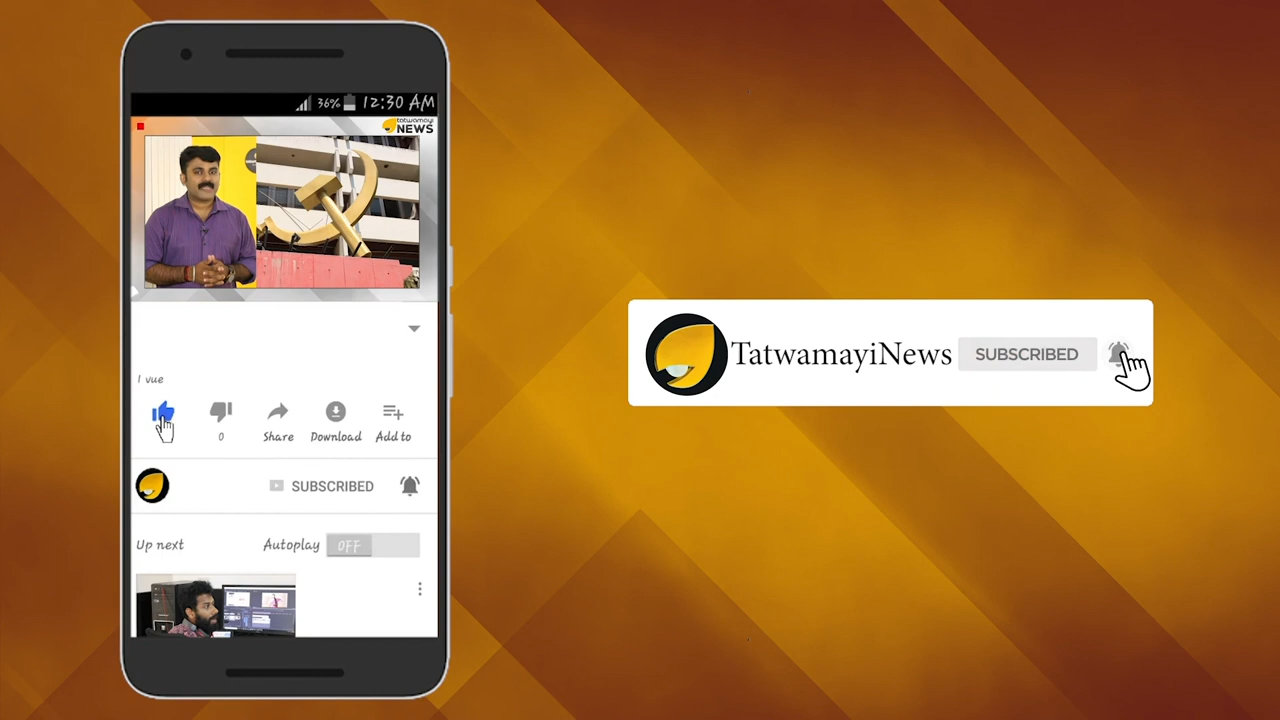 36% 12:30 AM
tatwamayi
NEWS
1 vue
0 Share Download Add to
SUBSCRIBED
Up next Autoplay OFF
TatwamayiNews SUBSCRIBED